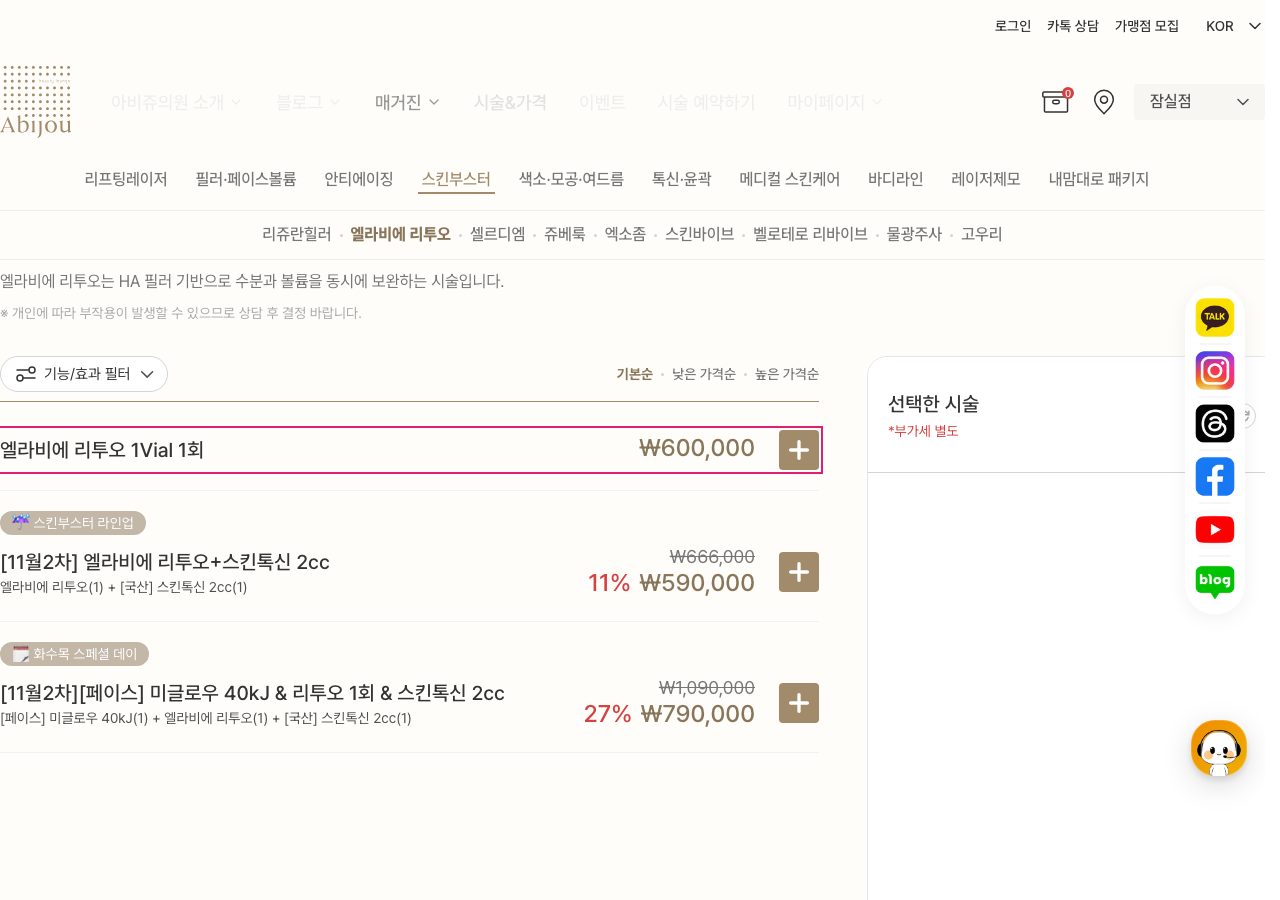 로그인 카톡 상담 가맹점 모집 KOR
Abijou
아비쥬의원 소개 블로그 매거진 시술&가격 이벤트 시술 예약하기 마이페이지
0
잠실점
리프팅레이저 필러·페이스볼륨 안티에이징 스킨부스터 색소·모공·여드름 톡신·윤곽 메디컬 스킨케어 바디라인 레이저제모 내맘대로 패키지
리쥬란힐러 · 엘라비에 리투오 · 셀르디엠 · 쥬베룩 · 엑소좀 · 스킨바이브 · 벨로테로 리바이브 · 물광주사 · 고우리
엘라비에 리투오는 HA 필러 기반으로 수분과 볼륨을 동시에 보완하는 시술입니다.
※ 개인에 따라 부작용이 발생할 수 있으므로 상담 후 결정 바랍니다.
기능/효과 필터
기본순 · 낮은 가격순 · 높은 가격순
엘라비에 리투오 1Vial 1회
₩600,000
스킨부스터 라인업
[11월2차] 엘라비에 리투오+스킨톡신 2cc
엘라비에 리투오(1) + [국산] 스킨톡신 2cc(1)
₩666,000
11% ₩590,000
화수목 스페셜 데이
[11월2차][페이스] 미글로우 40kJ & 리투오 1회 & 스킨톡신 2cc
[페이스] 미글로우 40kJ(1) + 엘라비에 리투오(1) + [국산] 스킨톡신 2cc(1)
₩1,090,000
27% ₩790,000
선택한 시술
*부가세 별도
TALK
blog